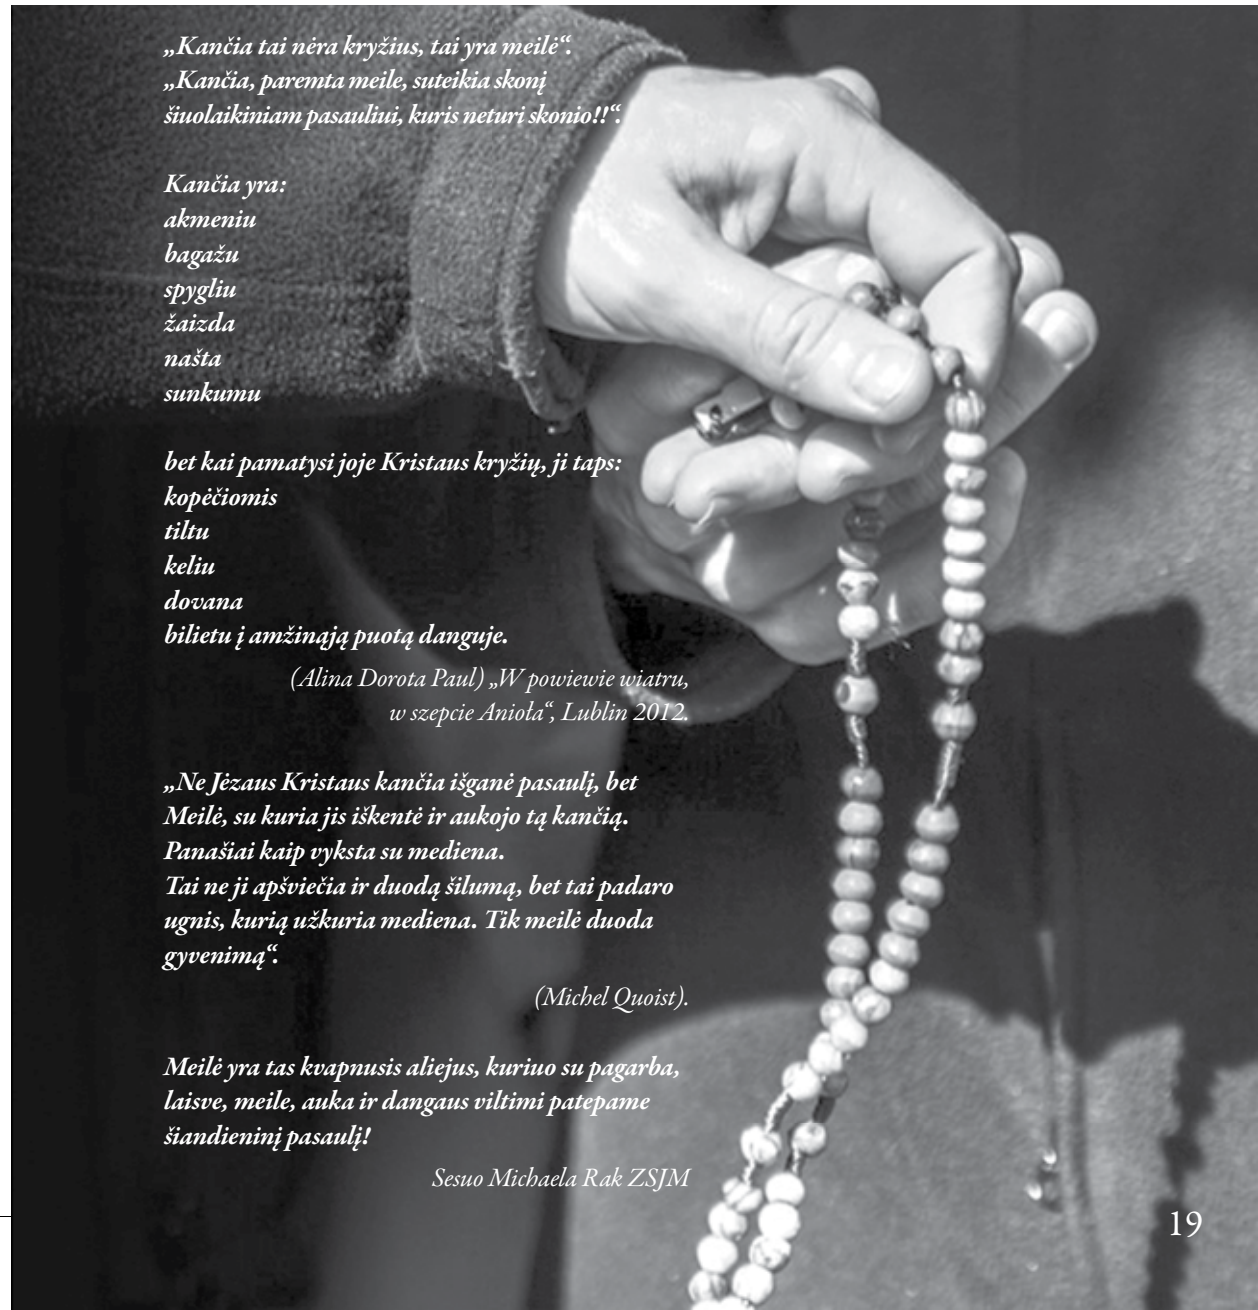 „Kančia tai nėra kryžius, tai yra meilė“.
„Kančia, paremta meile, suteikia skonį
šiuolaikiniam pasauliui, kuris neturi skonio!!“.
Kančia yra:
akmeniu
bagažu
spygliu
žaizda
našta
sunkumu
bet kai pamatysi joje Kristaus kryžių, ji taps:
kopėčiomis
tiltu
keliu
dovana
bilietu į amžinąją puotą danguje.
(Alina Dorota Paul) „W powiewie wiatru,
w szepcie Anioła“, Lublin 2012.
„Ne Jėzaus Kristaus kančia išganė pasaulį, bet
Meilė, su kuria jis iškentė ir aukojo tą kančią.
Panašiai kaip vyksta su mediena.
Tai ne ji apšviečia ir duodą šilumą, bet tai padaro
ugnis, kurią užkuria mediena. Tik meilė duoda
gyvenimą“.
(Michel Quoist).
Meilė yra tas kvapnusis aliejus, kuriuo su pagarba,
laisve, meile, auka ir dangaus viltimi patepame
šiandieninį pasaulį!
Sesuo Michaela Rak ZSJM
19